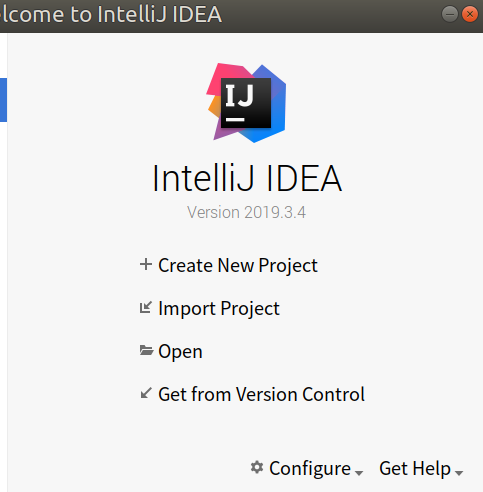 lcome to IntelliJ IDEA
IJ
IntelliJ IDEA
Version 2019.3.4
Create New Project
Import Project
Open
Get from Version Control
Configure Get Help